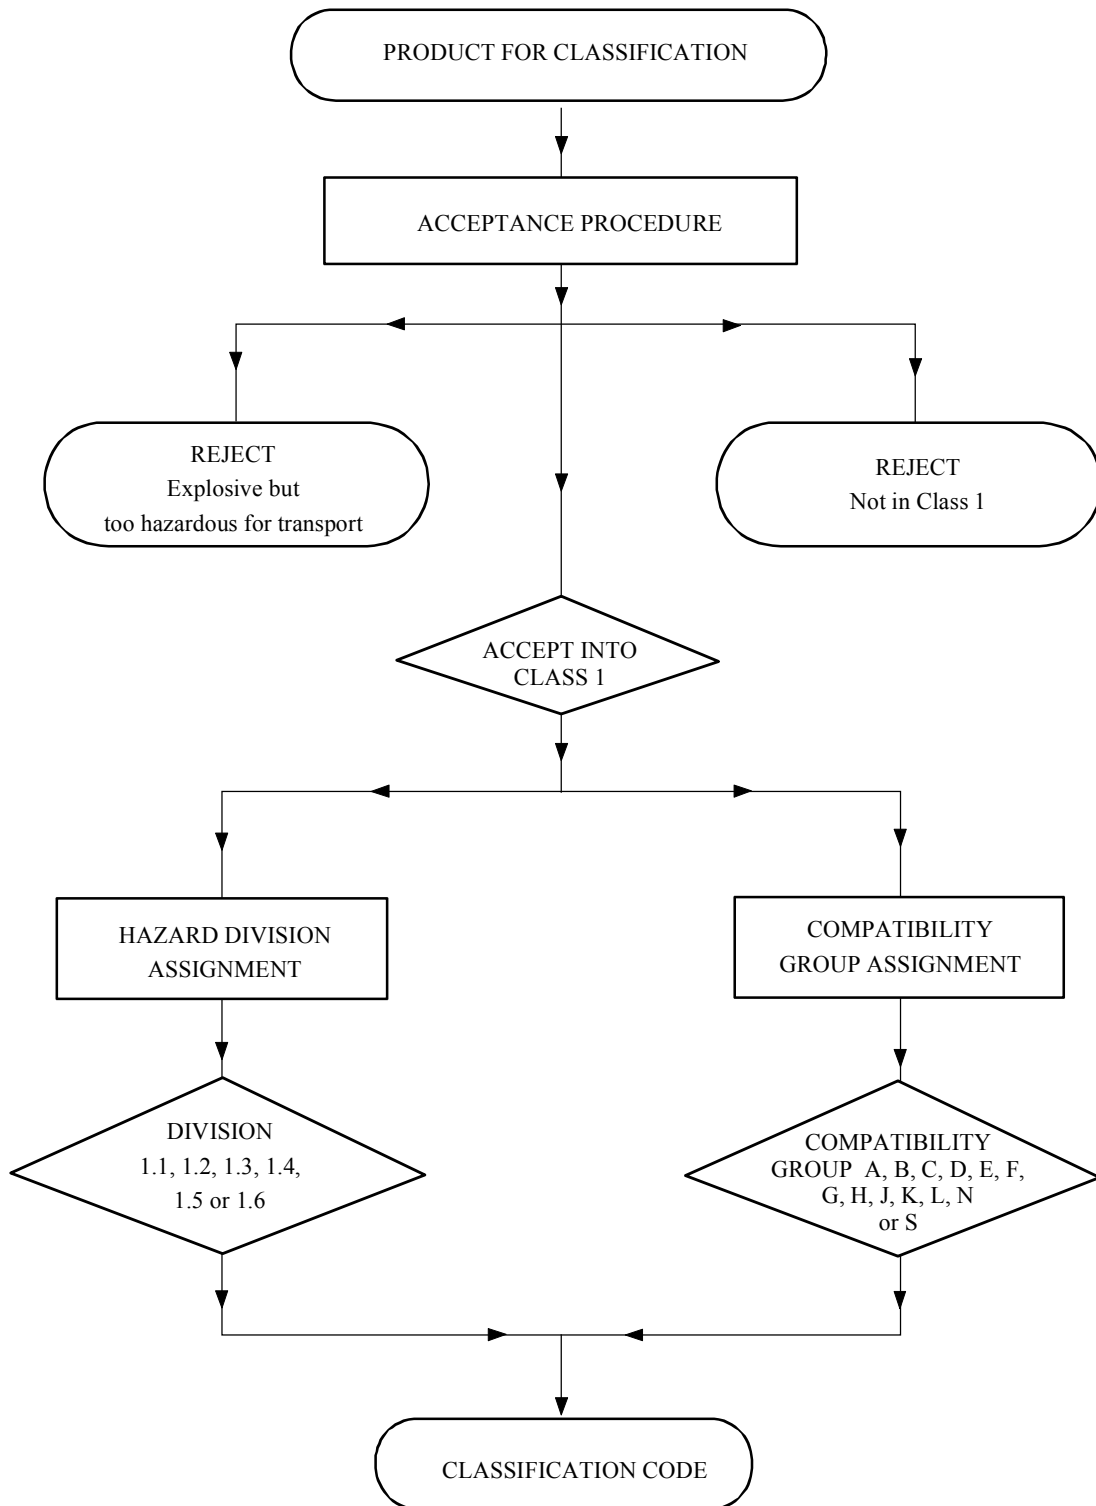 PRODUCT FOR CLASSIFICATION
ACCEPTANCE PROCEDURE
REJECT
Explosive but
too hazardous for transport
REJECT
Not in Class 1
ACCEPT INTO
CLASS 1
HAZARD DIVISION
ASSIGNMENT
COMPATIBILITY
GROUP ASSIGNMENT
DIVISION
1.1, 1.2, 1.3, 1.4,
1.5 or 1.6
COMPATIBILITY
GROUP A, B, C, D, E, F,
G, H, J, K, L, N
or S
CLASSIFICATION CODE